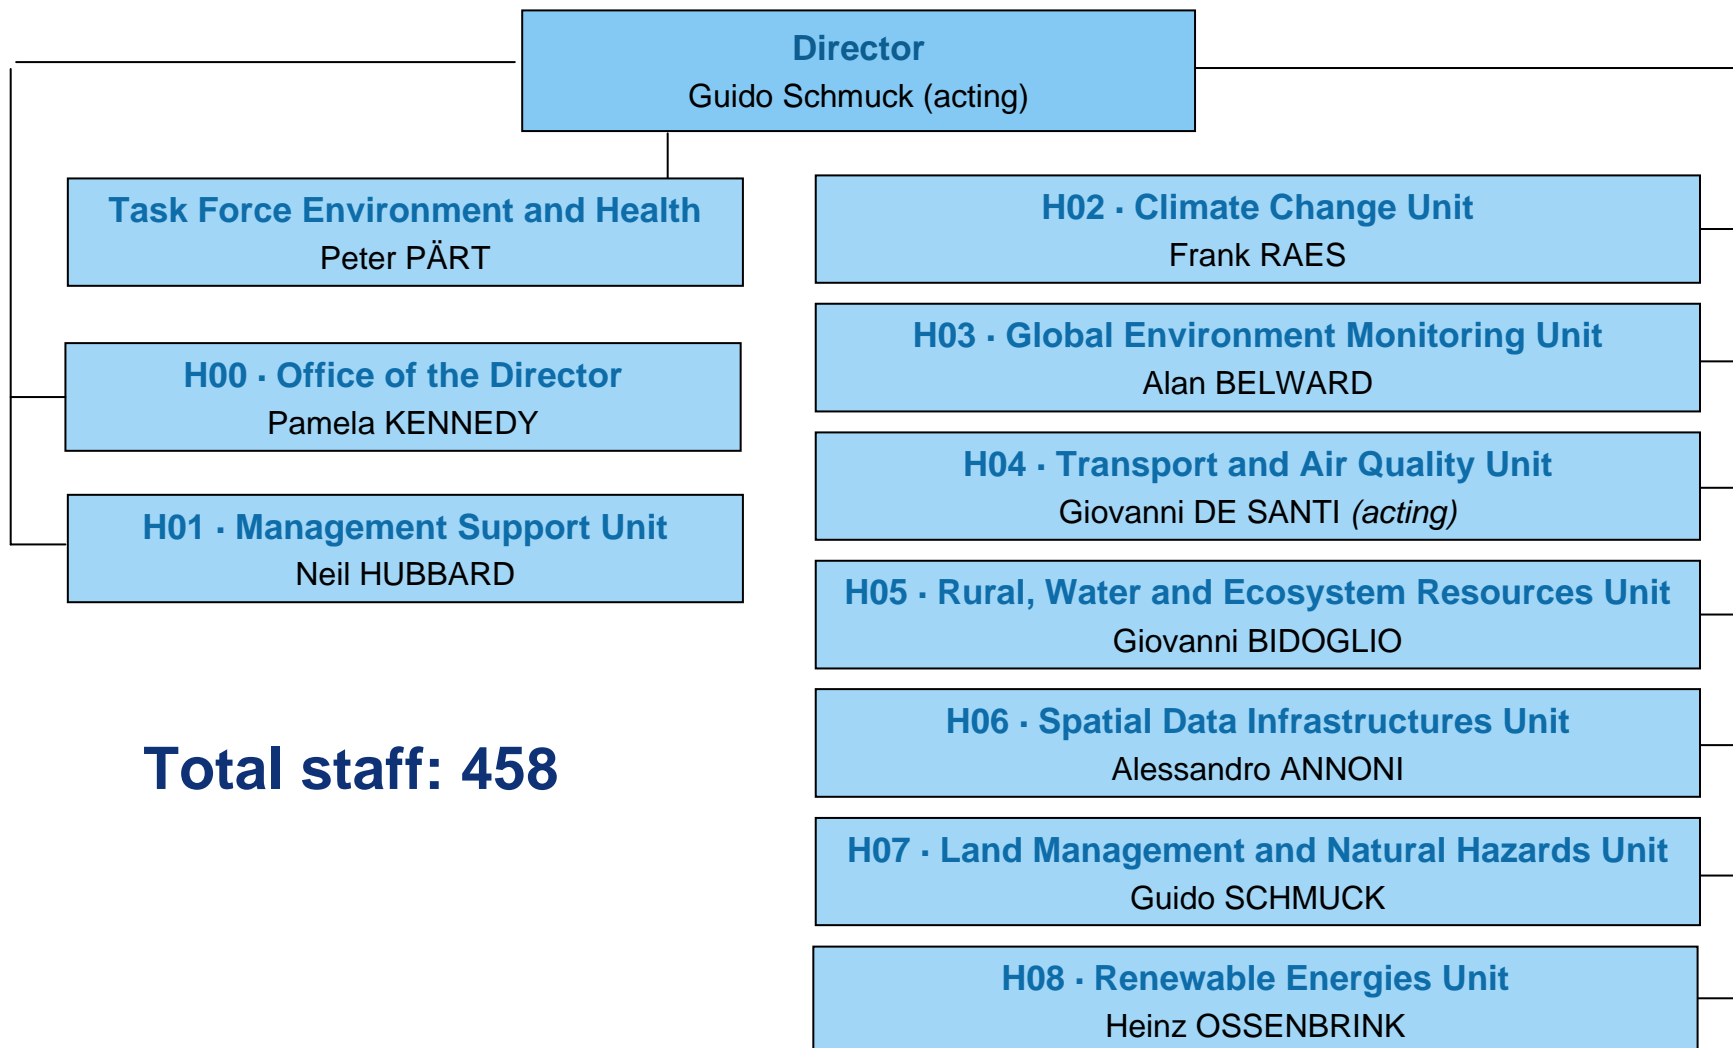 Director
Guido Schmuck (acting)
Task Force Environment and Health
Peter PÄRT
H00 · Office of the Director
Pamela KENNEDY
H01 · Management Support Unit
Neil HUBBARD
Total staff: 458
H02 · Climate Change Unit
Frank RAES
H03 · Global Environment Monitoring Unit
Alan BELWARD
H04 · Transport and Air Quality Unit
Giovanni DE SANTI (acting)
H05 · Rural, Water and Ecosystem Resources Unit
Giovanni BIDOGLIO
H06 · Spatial Data Infrastructures Unit
Alessandro ANNONI
H07 · Land Management and Natural Hazards Unit
Guido SCHMUCK
H08 · Renewable Energies Unit
Heinz OSSENBRINK